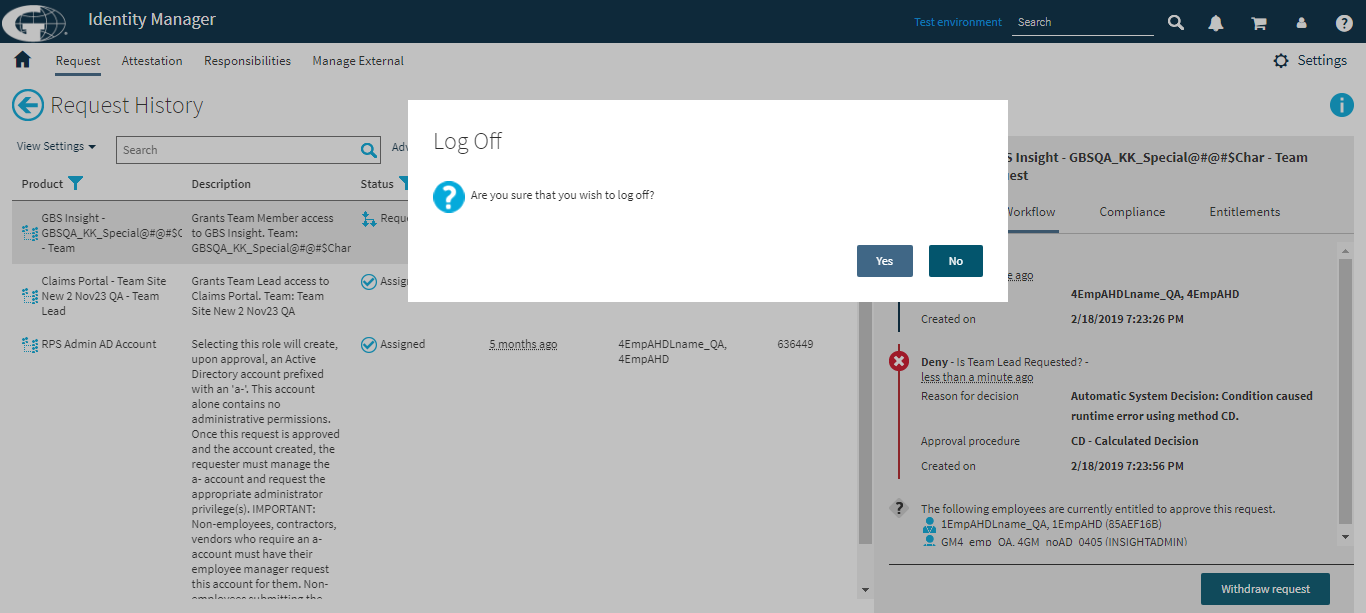 Identity Manager
Test environment
Search
Request
Attestation
Responsibilities
Manage External
Settings
Request History
View Settings
Search
Product
Description
Status
GBS Insight -
GBSQA_KK_Special@#@#$C
- Team
Grants Team Member access
to GBS Insight. Team:
GBSQA_KK_Special@#@#$Char
Claims Portal - Team Site
New 2 Nov23 QA - Team
Lead
Grants Team Lead access to
Claims Portal. Team: Team
Site New 2 Nov23 QA
RPS Admin AD Account
Selecting this role will create,
upon approval, an Active
Directory account prefixed
with an 'a-'. This account
alone contains no
administrative permissions.
Once this request is approved
and the account created, the
requester must manage the
a- account and request the
appropriate administrator
privilege(s). IMPORTANT:
Non-employees, contractors,
vendors who require an a-
account must have their
employee manager request
this account for them. Non-
employees submitting the
Assigned
5 months ago
4EmpAHDLname_QA,
4EmpAHD
636449
Log Off
Are you sure that you wish to log off?
Yes
No
Insight - GBSQA_KK_Special@#@#$Char - Team
Workflow
Compliance
Entitlements
ago
4EmpAHDLname_QA, 4EmpAHD
Created on
2/18/2019 7:23:26 PM
Deny - Is Team Lead Requested? -
less than a minute ago
Reason for decision
Automatic System Decision: Condition caused
runtime error using method CD.
Approval procedure
CD - Calculated Decision
Created on
2/18/2019 7:23:56 PM
The following employees are currently entitled to approve this request.
1EmpAHDLname_QA, 1EmpAHD (85AEF16B)
GM4_emp_QA, 4GM_noAD_0405 (INSIGHTADMIN)
Withdraw request